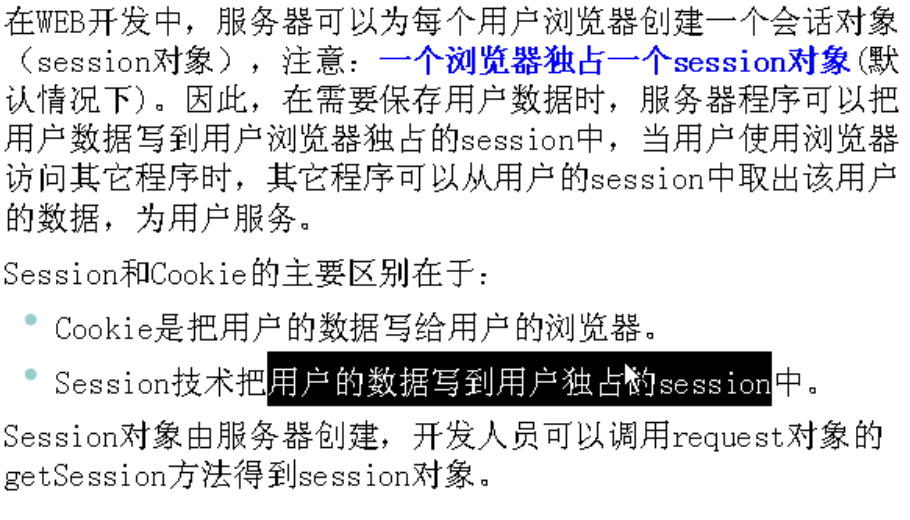 在WEB开发中，服务器可以为每个用户浏览器创建一个会话对象
（session对象），注意：一个浏览器独占一个session对象(默
认情况下)。因此，在需要保存用户数据时，服务器程序可以把
用户数据写到用户浏览器独占的session中，当用户使用浏览器
访问其它程序时，其它程序可以从用户的session中取出该用户
的数据，为用户服务。
Session和Cookie的主要区别在于：
Cookie是把用户的数据写给用户的浏览器。
Session技术把用户的数据写到用户独占的session中。
Session对象由服务器创建，开发人员可以调用request对象的
getSession方法得到session对象。